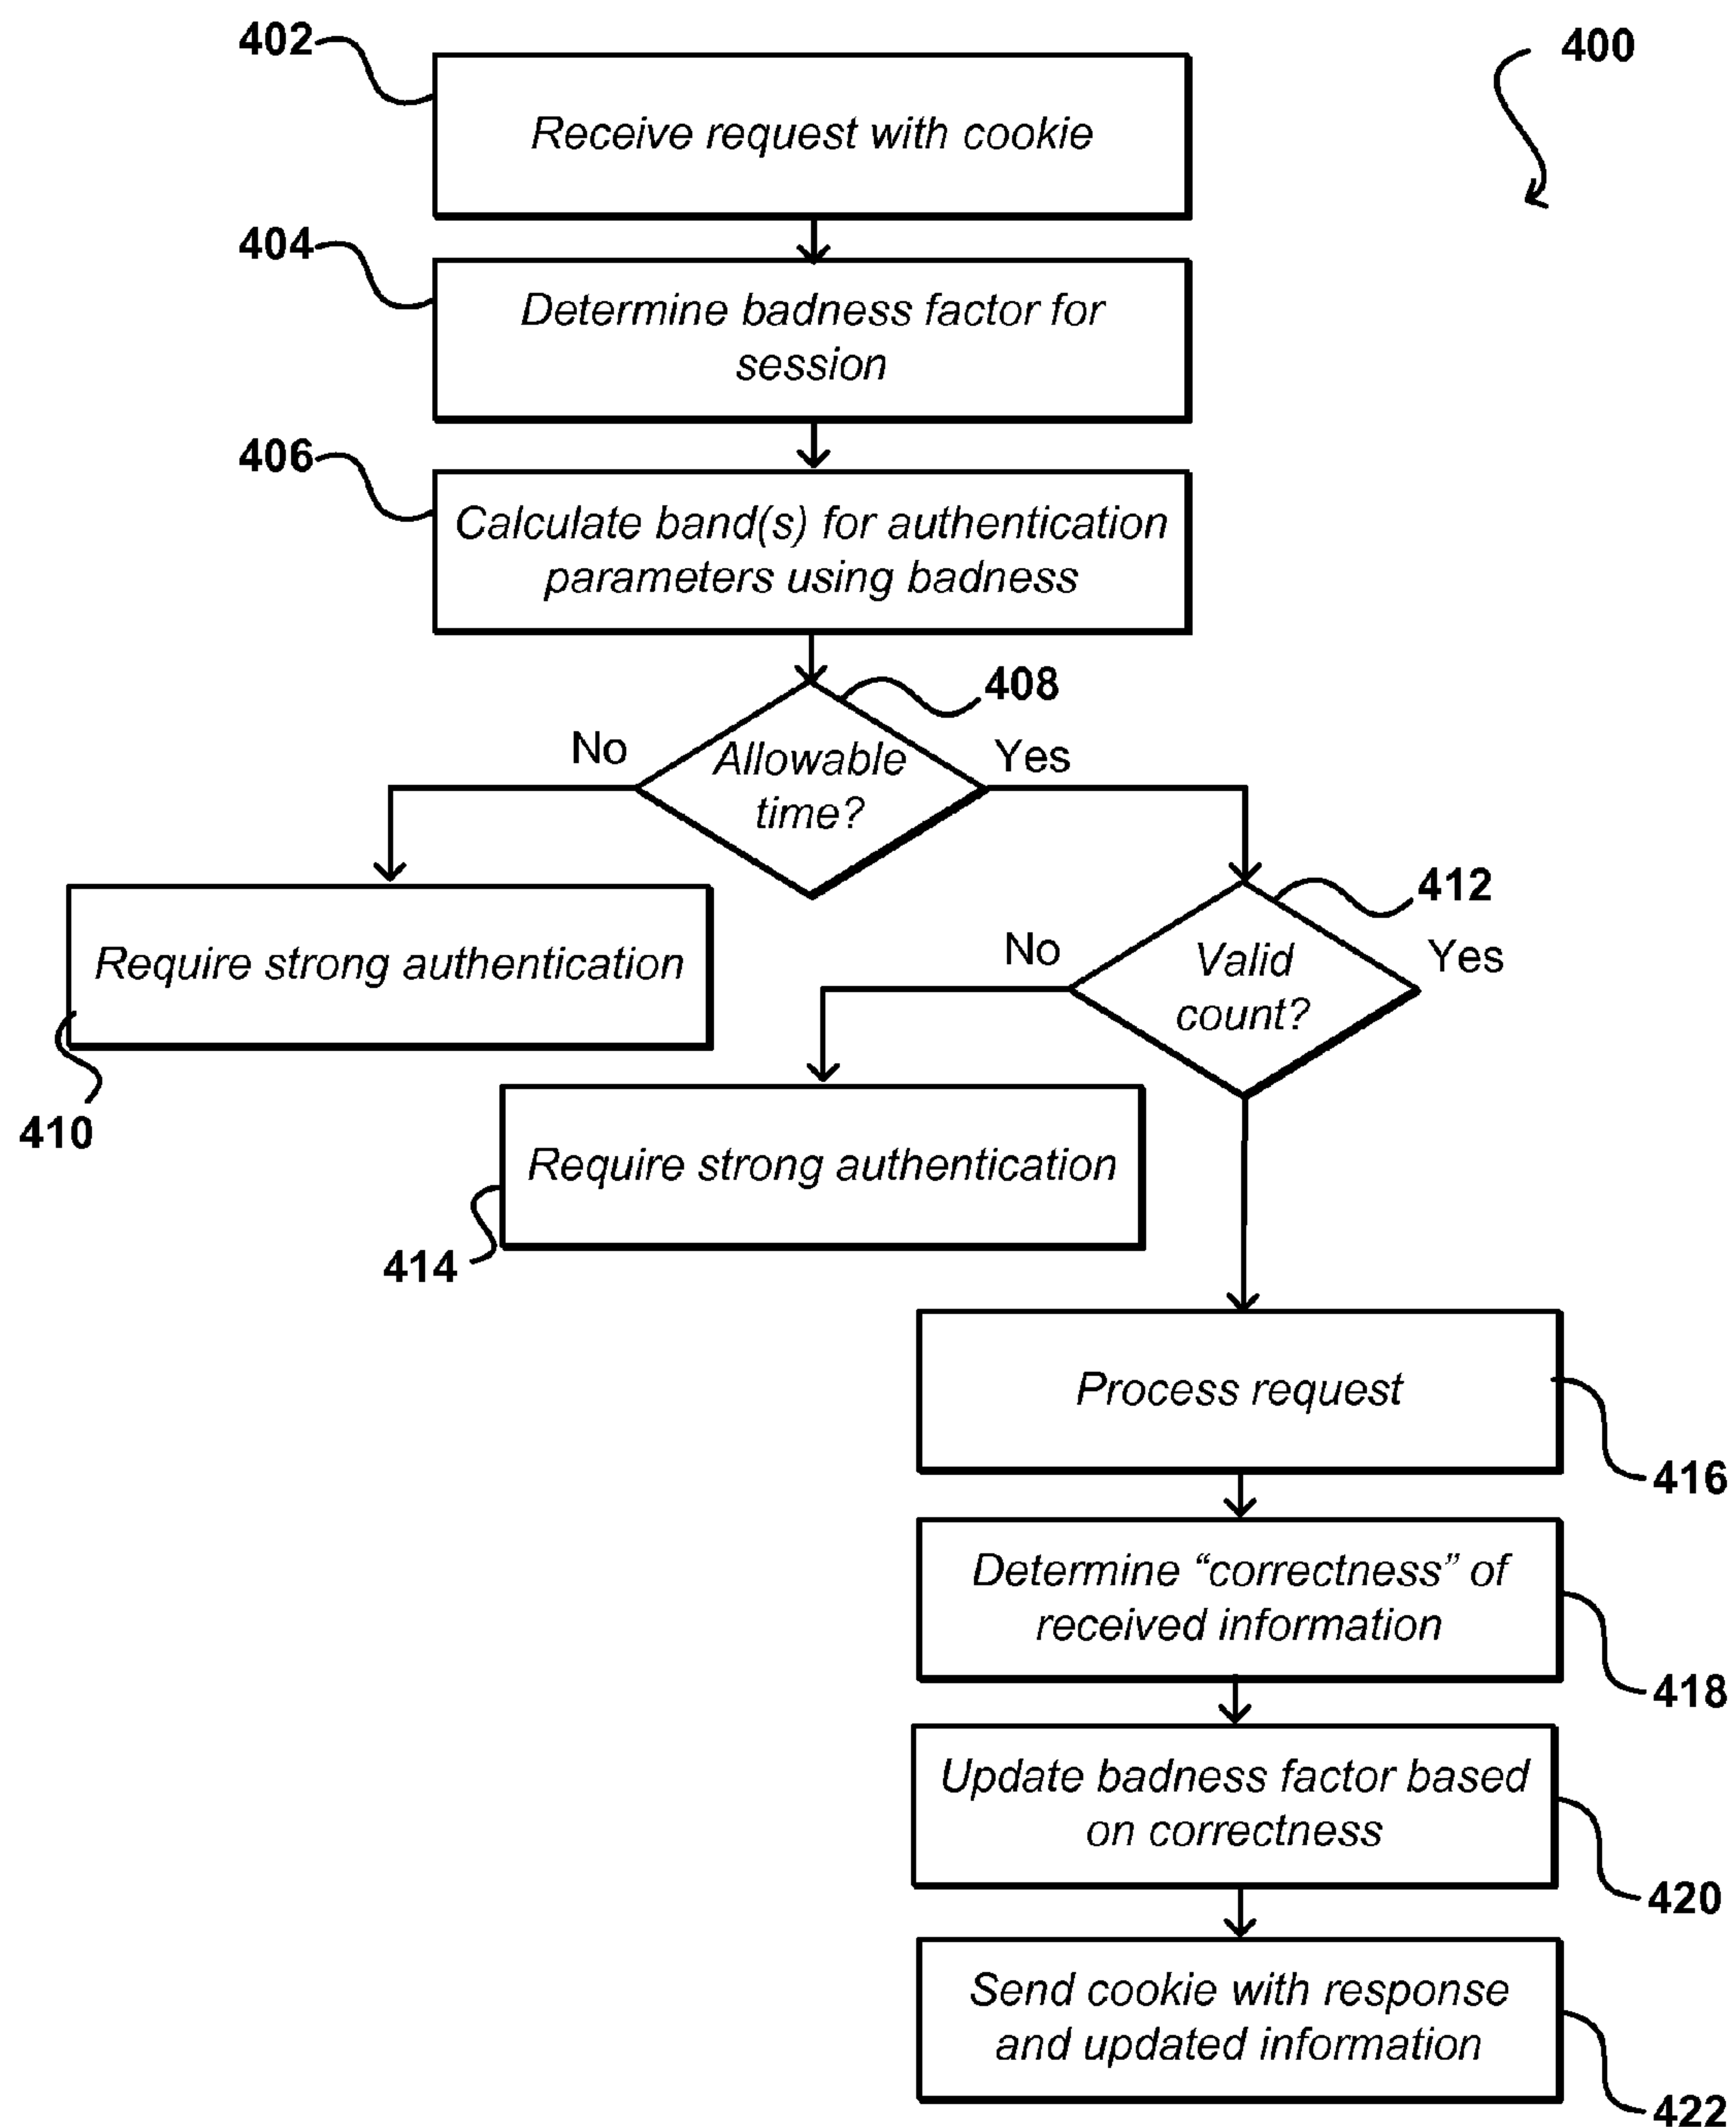 402
400
Receive request with cookie
404
Determine badness factor for
session
406
Calculate band(s) for authentication
parameters using badness
408
No
Allowable
time?
Yes
412
Require strong authentication
No
Valid
count?
Yes
410
Require strong authentication
414
Process request
416
Determine “correctness” of
received information
418
Update badness factor based
on correctness
420
Send cookie with response
and updated information
422